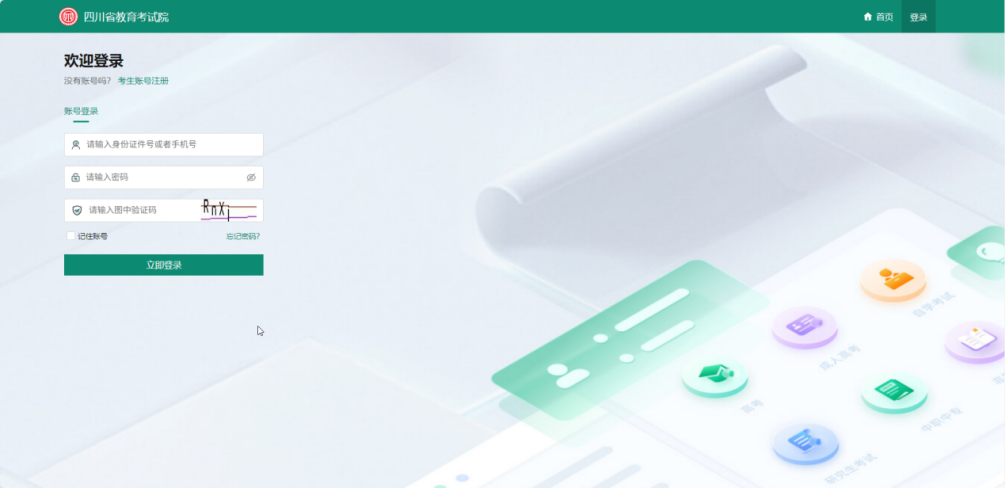 四川省教育考试院
首页 登录
欢迎登录
没有账号吗? 考生账号注册
账号登录
请输入身份证件号或者手机号
请输入密码
请输入图中验证码
记住账号 忘记密码?
立即登录
自学考试
成人高考
高考
中职中专
研究生考试